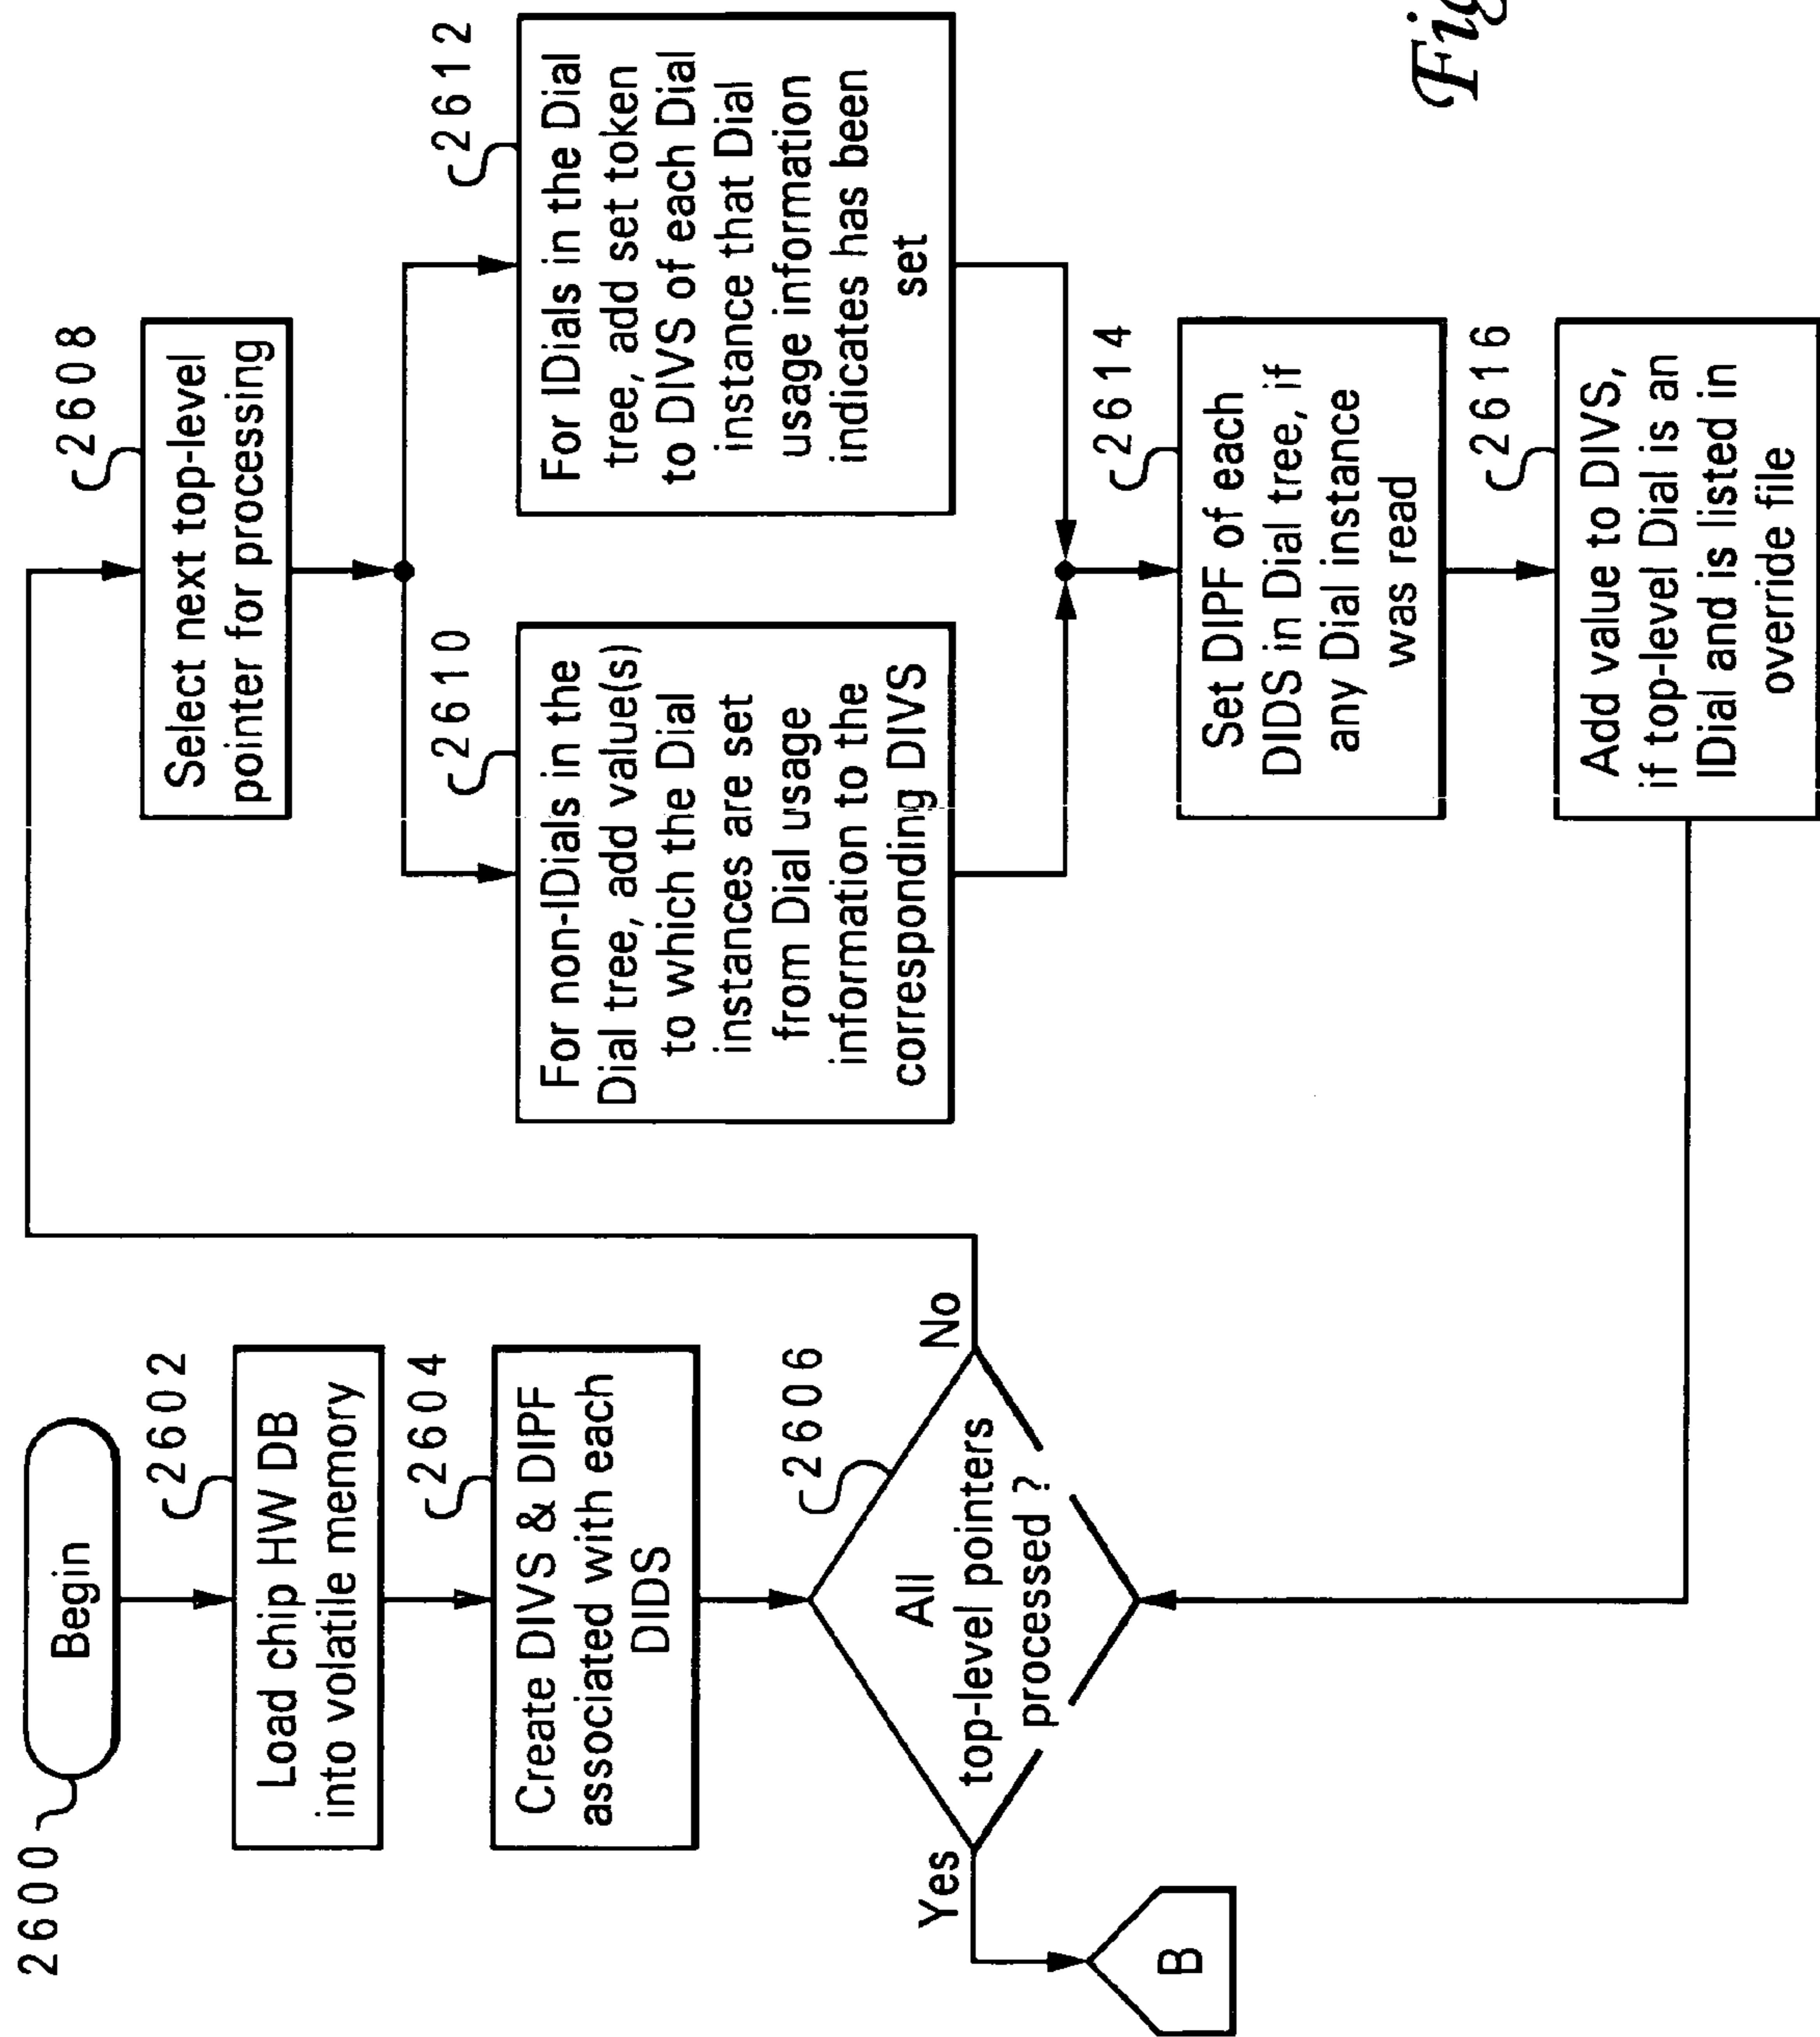 2600
Begin
2602
Load chip HW DB
into volatile memory
2604
Create DIVS & DIPF
associated with each
DIDS
2606
All
top-level pointers
processed ?
Yes
No
B
2608
Select next top-level
pointer for processing
2610
For non-IDials in the
Dial tree, add value(s)
to which the Dial
instances are set
from Dial usage
information to the
corresponding DIVS
2612
For IDials in the Dial
tree, add set token
to DIVS of each Dial
instance that Dial
usage information
indicates has been
set
2614
Set DIPF of each
DIDS in Dial tree, if
any Dial instance
was read
2616
Add value to DIVS,
if top-level Dial is an
IDial and is listed in
override file